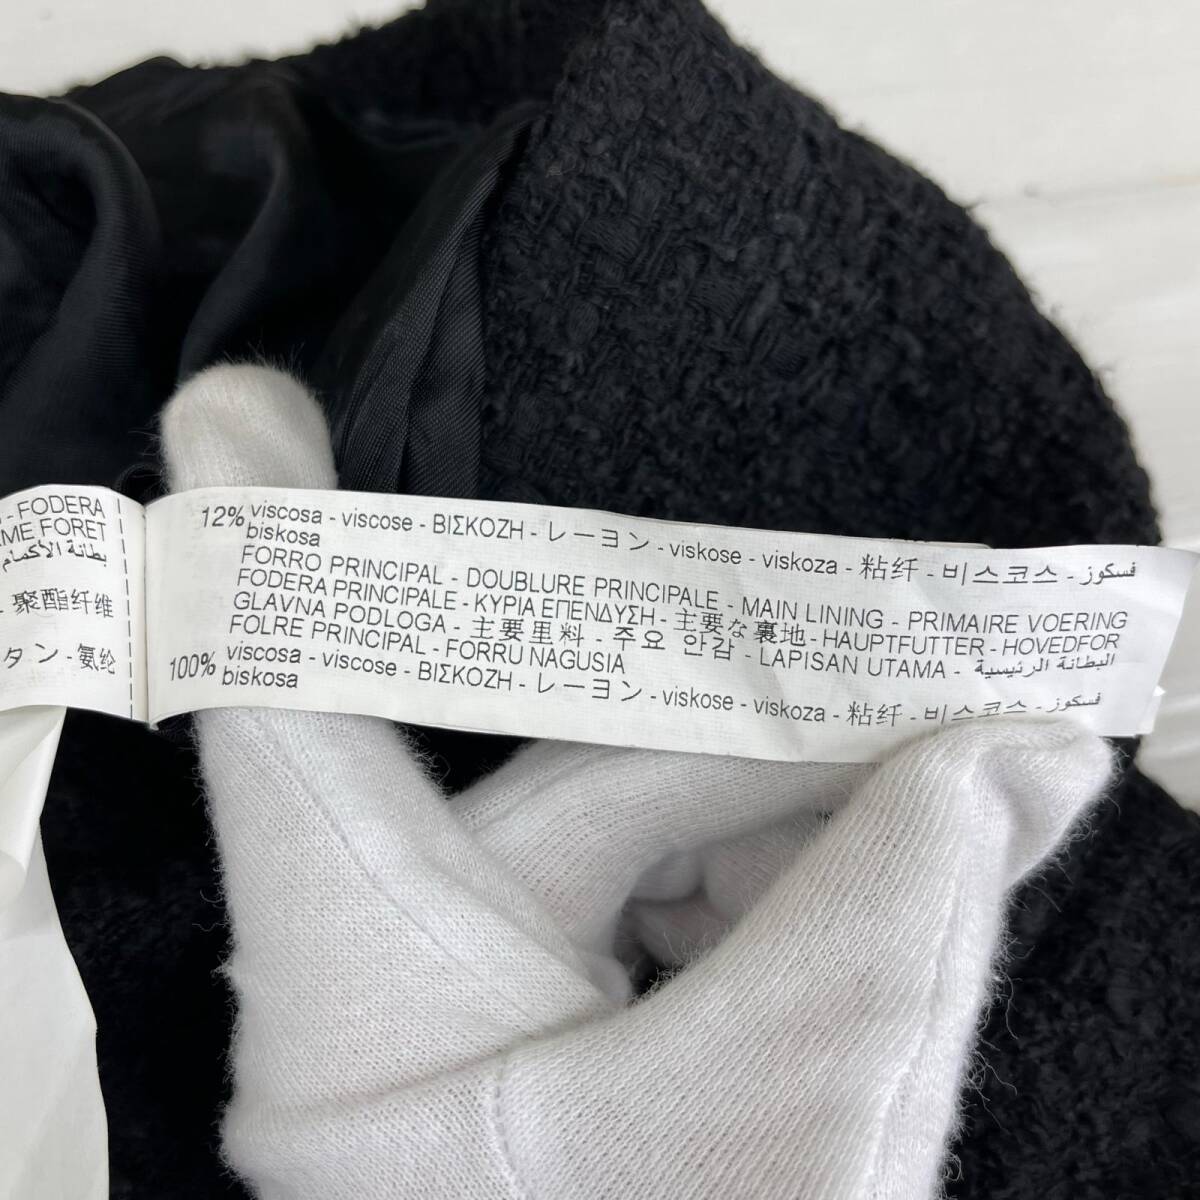 - FODERA
ME FORET
بطانة الأكمام
聚酯纤维
タン - 氨纶
12% viscosa - viscose - ΒΙΣΚΟΖΗ - レーヨン - viskose - viskoza - 粘纤 - 비스코스 - فسكوز
biskosa
FORRO PRINCIPAL - DOUBLURE PRINCIPALE - MAIN LINING - PRIMAIRE VOERING
FODERA PRINCIPALE - ΚΥΡΙΑ ΕΠΕΝΔΥΣΗ - 主要な裏地 - HAUPTFUTTER - HOVEDFOR
GLAVNA PODLOGA - 主要里料 - 주요 안감 - LAPISAN UTAMA - البطانة الرئيسية
FOLRE PRINCIPAL - FORRU NAGUSIA
100% viscosa - viscose - ΒΙΣΚΟΖΗ - レーヨン - viskose - viskoza - 粘纤 - 비스코스 - فسكوز
biskosa